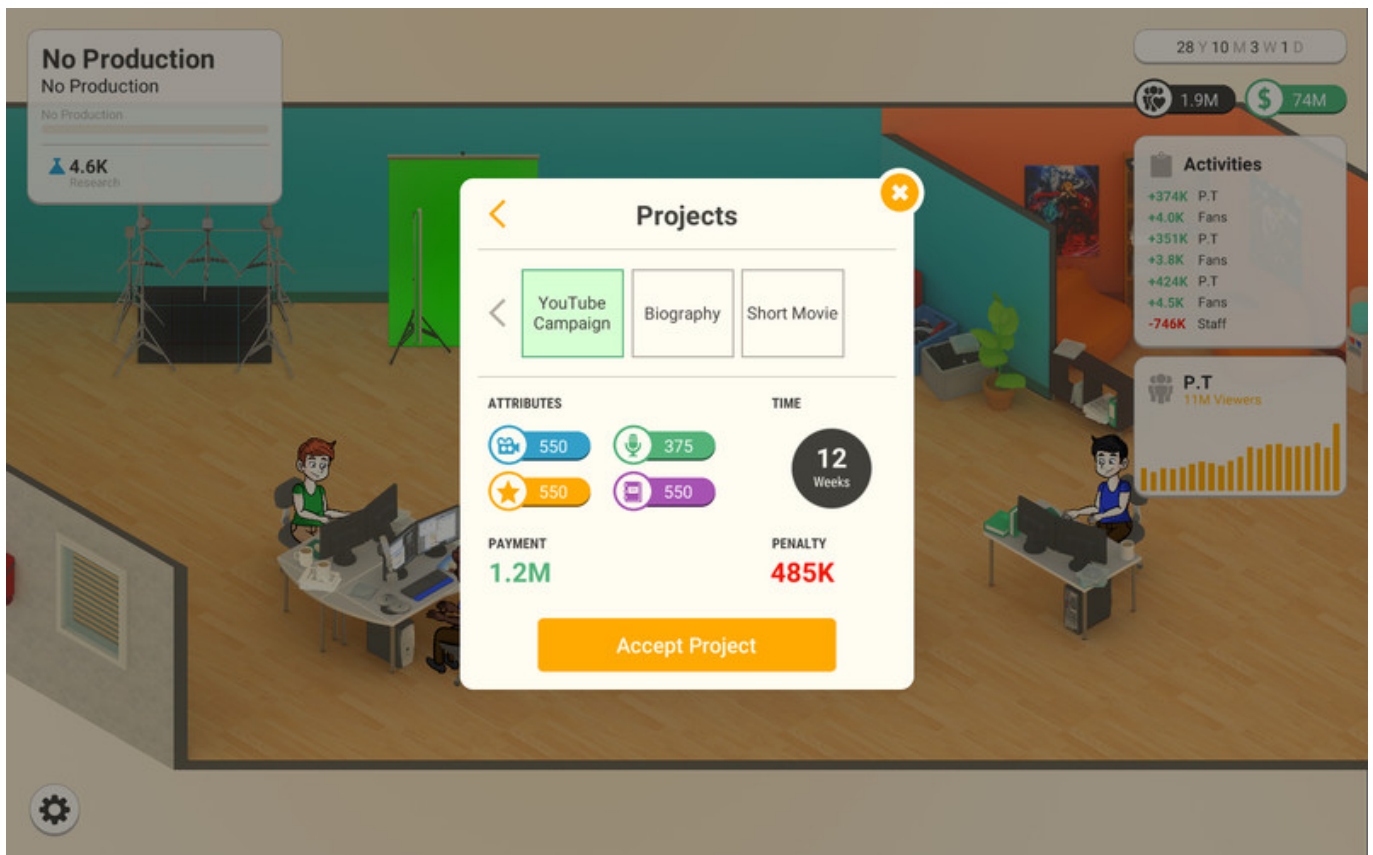 No Production
No Production
No Production
4.6K
Research
28 Y 10 M 3 W 1 D
1.9M
$ 74M
Activities
+374K P.T
+4.0K Fans
+351K P.T
+3.8K Fans
+424K P.T
+4.5K Fans
-746K Staff
P.T
11M Viewers
Projects
YouTube
Campaign
Biography
Short Movie
ATTRIBUTES
TIME
550
375
550
550
12
Weeks
PAYMENT
PENALTY
1.2M
485K
Accept Project